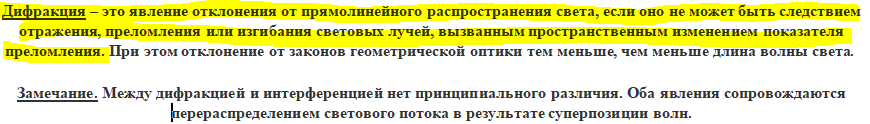 Дифракция – это явление отклонения от прямолинейного распространения света, если оно не может быть следствием
отражения, преломления или изгибания световых лучей, вызванным пространственным изменением показателя
преломления. При этом отклонение от законов геометрической оптики тем меньше, чем меньше длина волны света.
Замечание. Между дифракцией и интерференцией нет принципиального различия. Оба явления сопровождаются
перераспределением светового потока в результате суперпозиции волн.